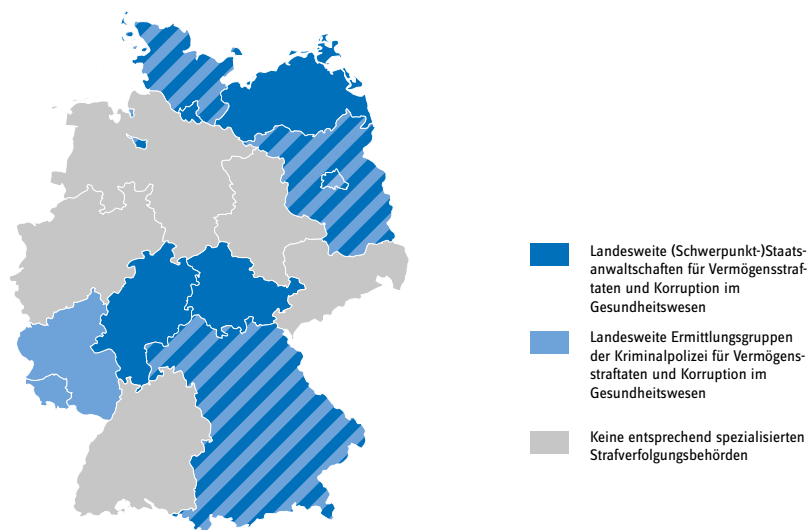 Landesweite (Schwerpunkt-)Staats-
anwaltschaften für Vermögensstraf-
taten und Korruption im
Gesundheitswesen
Landesweite Ermittlungsgruppen
der Kriminalpolizei für Vermögens-
straftaten und Korruption im
Gesundheitswesen
Keine entsprechend spezialisierten
Strafverfolgungsbehörden